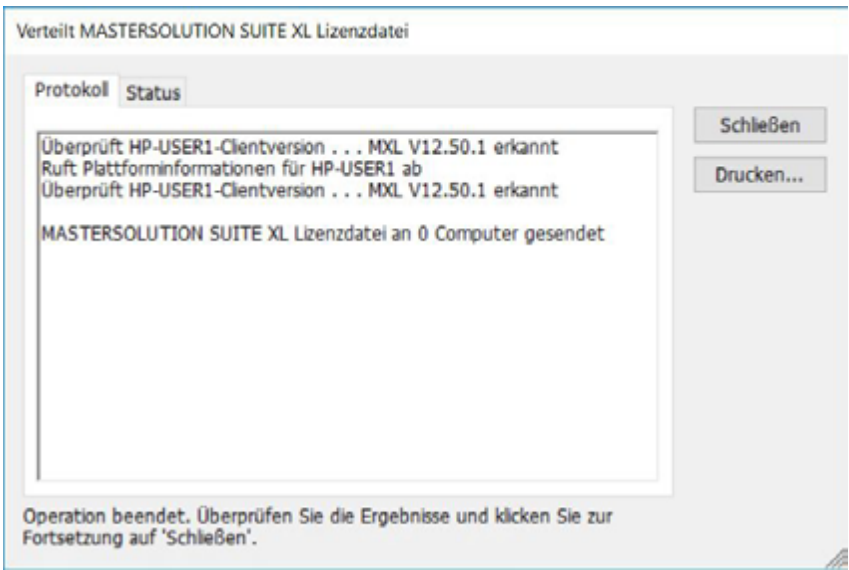 Verteilt MASTERSOLUTION SUITE XL Lizenzdatei
Protokoll Status
Schließen
Drucken...
Überprüft HP-USER1-Clientversion . . . MXL V12.50.1 erkannt
Ruft Plattforminformationen für HP-USER1 ab
Überprüft HP-USER1-Clientversion . . . MXL V12.50.1 erkannt
MASTERSOLUTION SUITE XL Lizenzdatei an 0 Computer gesendet
Operation beendet. Überprüfen Sie die Ergebnisse und klicken Sie zur
Fortsetzung auf 'Schließen'.